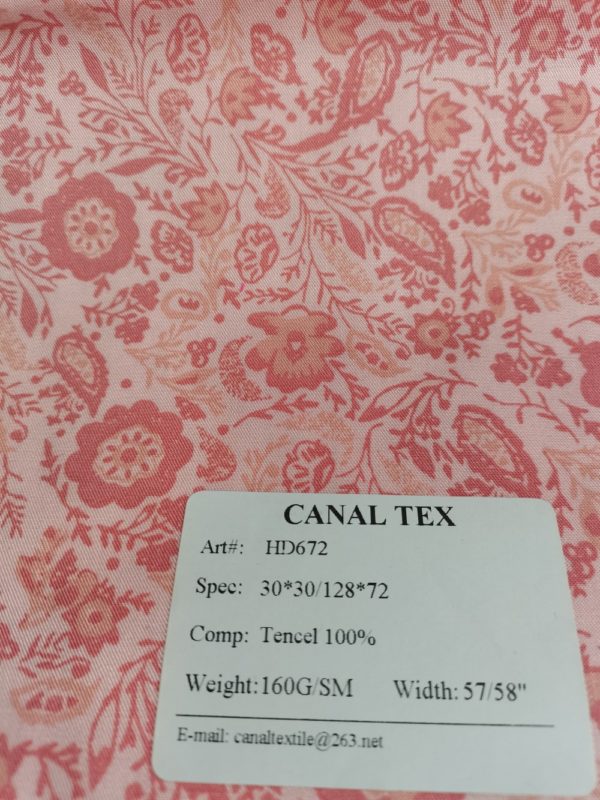 CANAL TEX
Art#: HD672
Spec: 30*30/128*72
Comp: Tencel 100%
Weight:160G/SM Width: 57/58"
E-mail: canaltextile@263.net